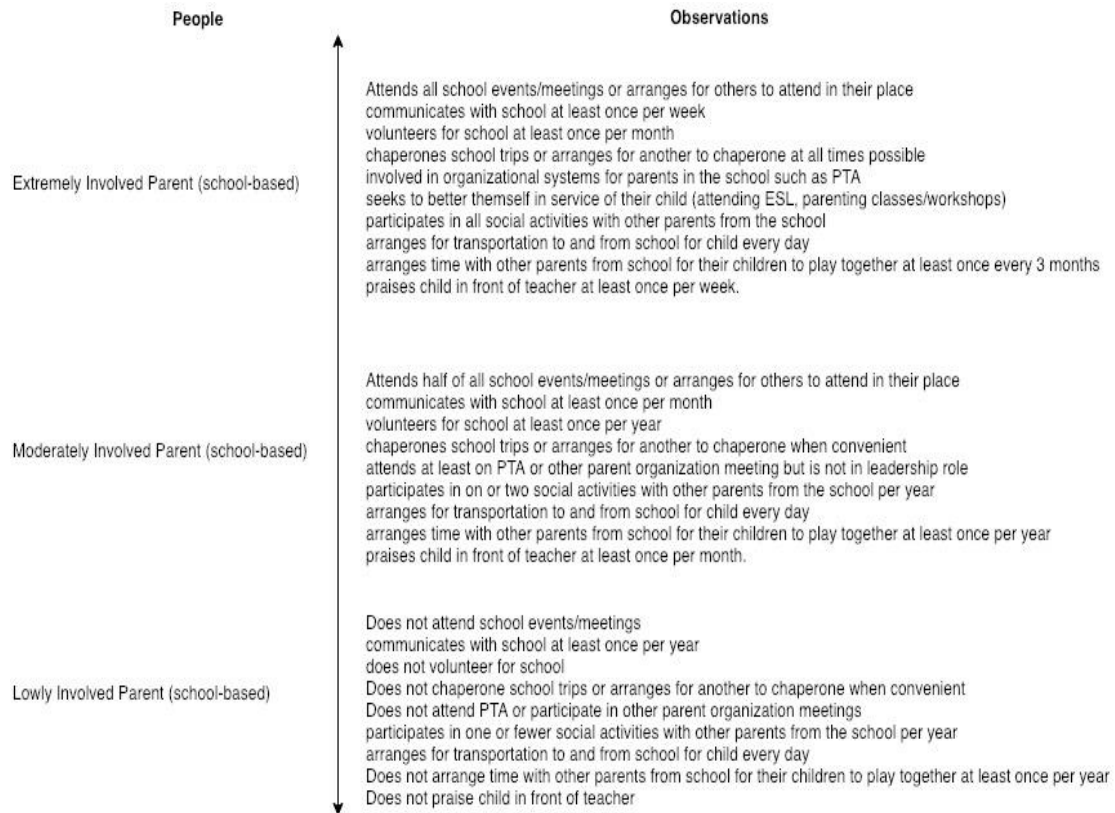 People
Observations
Extremely Involved Parent (school-based)
Attends all school events/meetings or arranges for others to attend in their place
communicates with school at least once per week
volunteers for school at least once per month
chaperones school trips or arranges for another to chaperone at all times possible
involved in organizational systems for parents in the school such as PTA
seeks to better themself in service of their child (attending ESL, parenting classes/workshops)
participates in all social activities with other parents from the school
arranges for transportation to and from school for child every day
arranges time with other parents from school for their children to play together at least once every 3 months
praises child in front of teacher at least once per week.
Moderately Involved Parent (school-based)
Attends half of all school events/meetings or arranges for others to attend in their place
communicates with school at least once per month
volunteers for school at least once per year
chaperones school trips or arranges for another to chaperone when convenient
attends at least on PTA or other parent organization meeting but is not in leadership role
participates in on or two social activities with other parents from the school per year
arranges for transportation to and from school for child every day
arranges time with other parents from school for their children to play together at least once per year
praises child in front of teacher at least once per month.
Lowly Involved Parent (school-based)
Does not attend school events/meetings
communicates with school at least once per year
does not volunteer for school
Does not chaperone school trips or arranges for another to chaperone when convenient
Does not attend PTA or participate in other parent organization meetings
participates in one or fewer social activities with other parents from the school per year
arranges for transportation to and from school for child every day
Does not arrange time with other parents from school for their children to play together at least once per year
Does not praise child in front of teacher